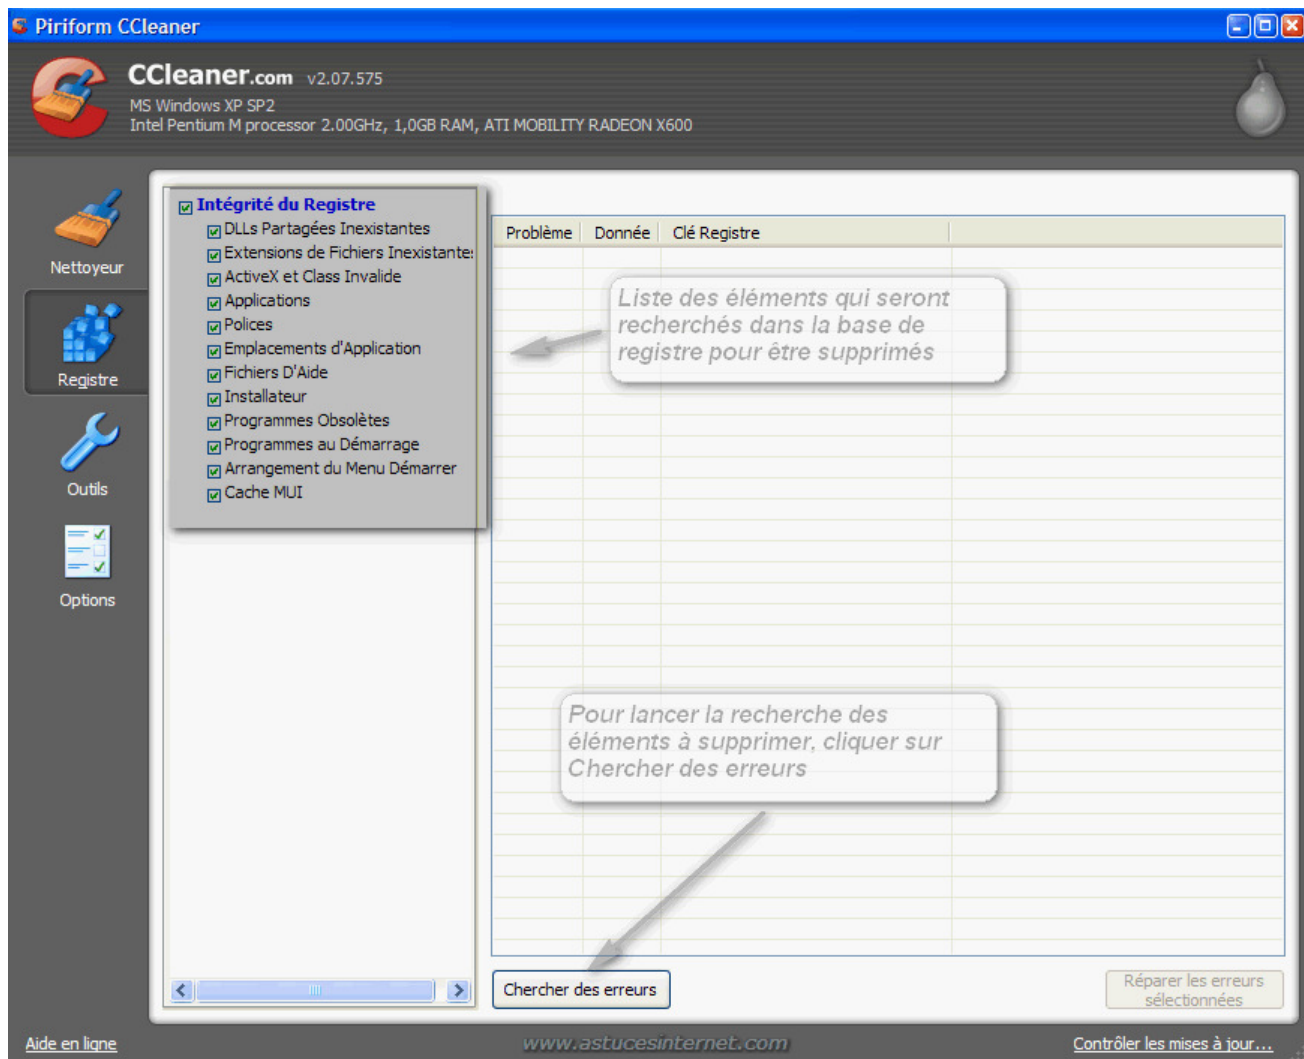 Piriform CCleaner
CCleaner.com v2.07.575
MS Windows XP SP2
Intel Pentium M processor 2.00GHz, 1,0GB RAM, ATI MOBILITY RADEON X600
Nettoyeur
Registre
Outils
Options
Intégrité du Registre
DLLs Partagées Inexistantes
Extensions de Fichiers Inexistantes
ActiveX et Class Invalide
Applications
Polices
Emplacements d'Application
Fichiers D'Aide
Installateur
Programmes Obsolètes
Programmes au Démarrage
Arrangement du Menu Démarrer
Cache MUI
Problème Donnée Clé Registre
Liste des éléments qui seront
recherchés dans la base de
registre pour être supprimés
Pour lancer la recherche des
éléments à supprimer, cliquer sur
Chercher des erreurs
Chercher des erreurs
Réparer les erreurs
sélectionnées
Aide en ligne
www.astucesinternet.com
Contrôler les mises à jour...